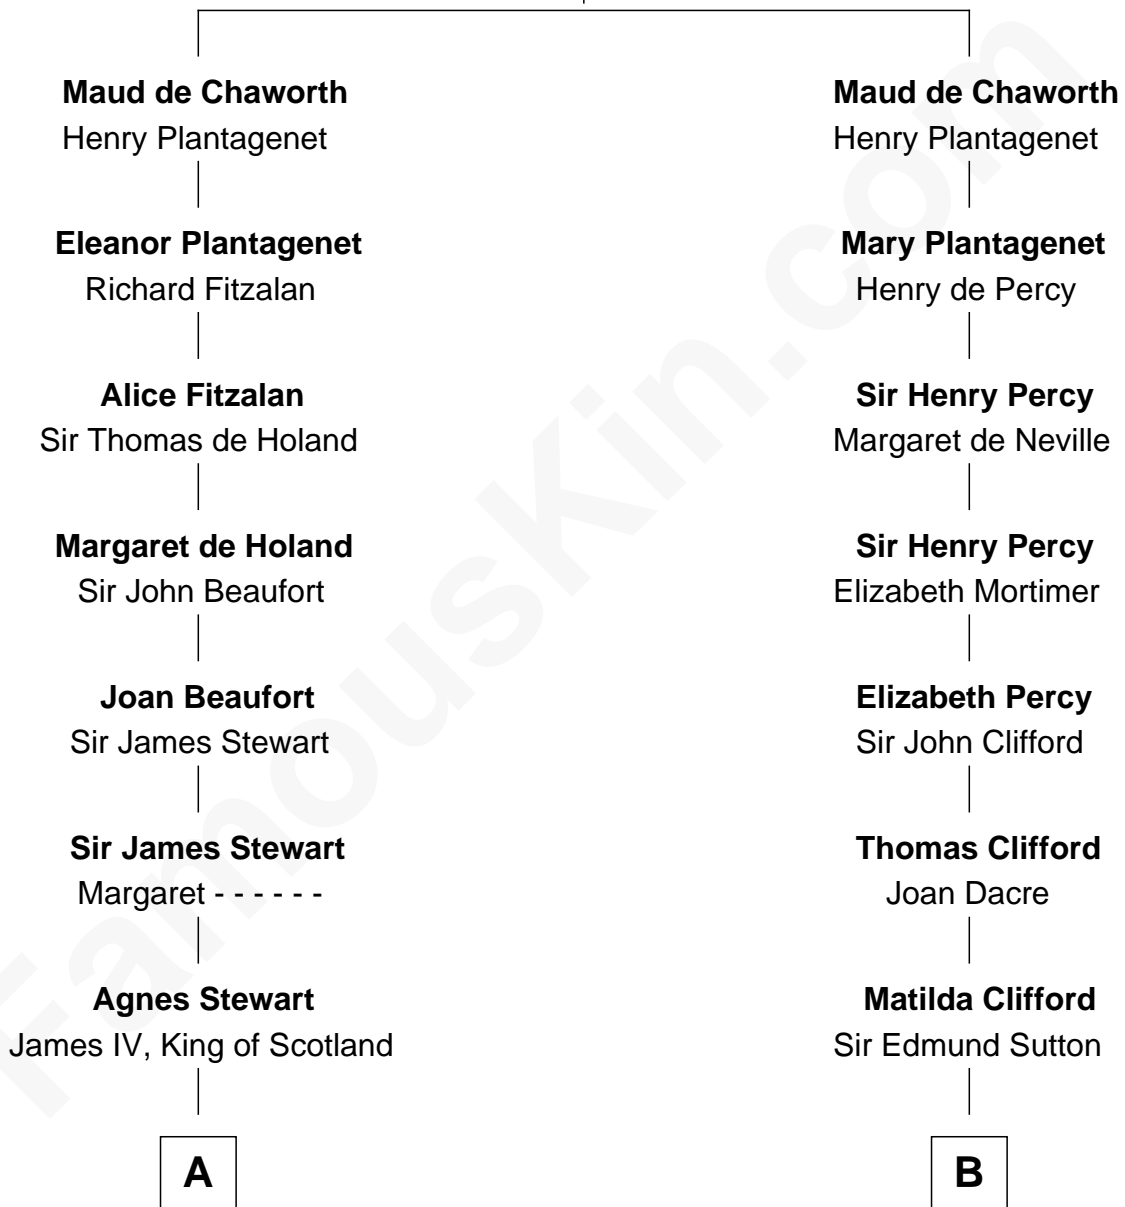 Maud de Chaworth
Henry Plantagenet
Eleanor Plantagenet
Richard Fitzalan
Alice Fitzalan
Sir Thomas de Holand
Margaret de Holand
Sir John Beaufort
Joan Beaufort
Sir James Stewart
Sir James Stewart
Margaret - - - - - -
Agnes Stewart
James IV, King of Scotland
A
Maud de Chaworth
Henry Plantagenet
Mary Plantagenet
Henry de Percy
Sir Henry Percy
Margaret de Neville
Sir Henry Percy
Elizabeth Mortimer
Elizabeth Percy
Sir John Clifford
Thomas Clifford
Joan Dacre
Matilda Clifford
Sir Edmund Sutton
B
FamousKin.com